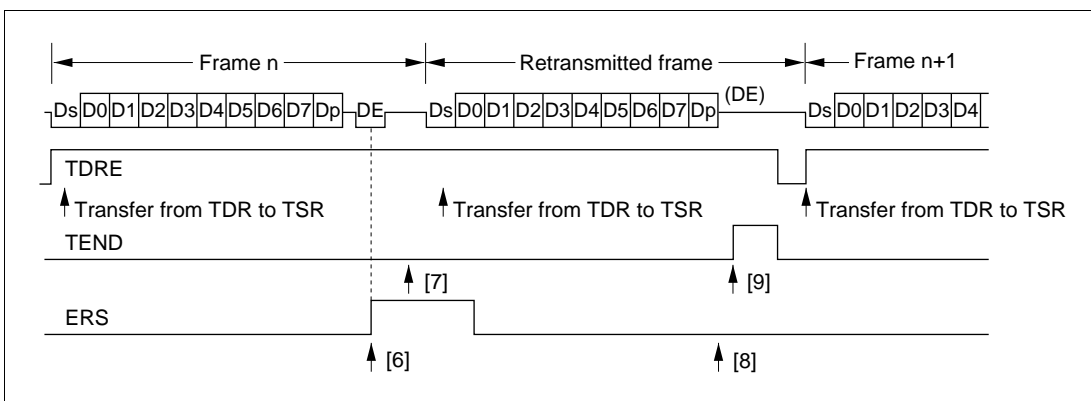 Frame n Retransmitted frame Frame n+1
Ds D0 D1 D2 D3 D4 D5 D6 D7 Dp DE Ds D0 D1 D2 D3 D4 D5 D6 D7 Dp (DE) Ds D0 D1 D2 D3 D4
TDRE
Transfer from TDR to TSR Transfer from TDR to TSR Transfer from TDR to TSR
TEND
[7] [9]
ERS
[6] [8]